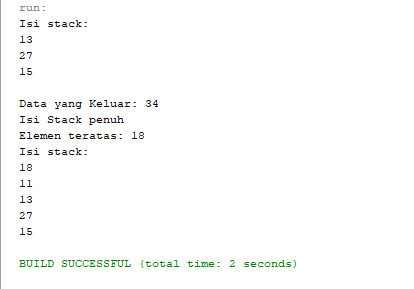 run:
Isi stack:
13
27
15
Data yang Keluar: 34
Isi Stack penuh
Elemen teratas: 18
Isi stack:
18
11
13
27
15
BUILD SUCCESSFUL (total time: 2 seconds)